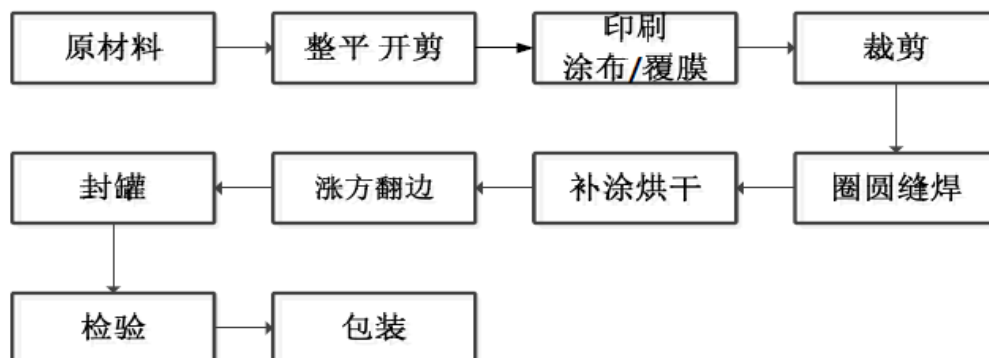 原材料
整平 开剪
印刷
涂布/覆膜
裁剪
圈圆缝焊
补涂烘干
涨方翻边
封罐
检验
包装